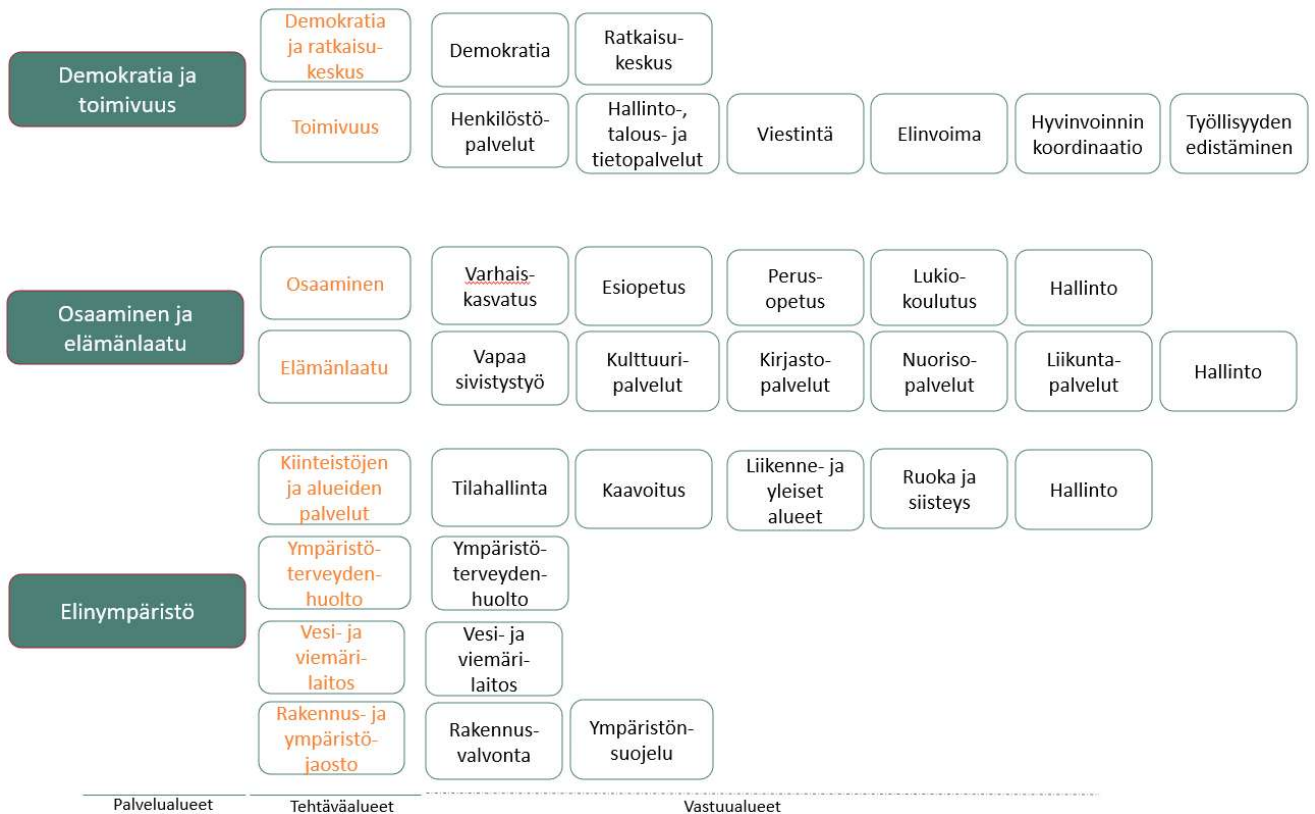 Demokratia ja
toimivuus
Demokratia
ja ratkaisu-
keskus
Demokratia
Ratkaisu-
keskus
Toimivuus
Henkilöstö-
palvelut
Hallinto-,
talous- ja
tietopalvelut
Viestintä
Elinvoima
Hyvinvoinnin
koordinaatio
Työllisyyden
edistäminen
Osaaminen ja
elämänlaatu
Osaaminen
Varhais-
kasvatus
Esiopetus
Perus-
opetus
Lukio-
koulutus
Hallinto
Elämänlaatu
Vapaa
sivistystyö
Kulttuuri-
palvelut
Kirjasto-
palvelut
Nuoriso-
palvelut
Liikunta-
palvelut
Hallinto
Elinympäristö
Kiinteistöjen
ja alueiden
palvelut
Tilahallinta
Kaavoitus
Liikenne- ja
yleiset
alueet
Ruoka ja
siisteys
Hallinto
Ympäristö-
terveyden-
huolto
Ympäristö-
terveyden-
huolto
Vesi- ja
viemäri-
laitos
Vesi- ja
viemäri-
laitos
Rakennus- ja
ympäristö-
jaosto
Rakennus-
valvonta
Ympäristön-
suojelu
Palvelualueet
Tehtäväalueet
Vastuualueet